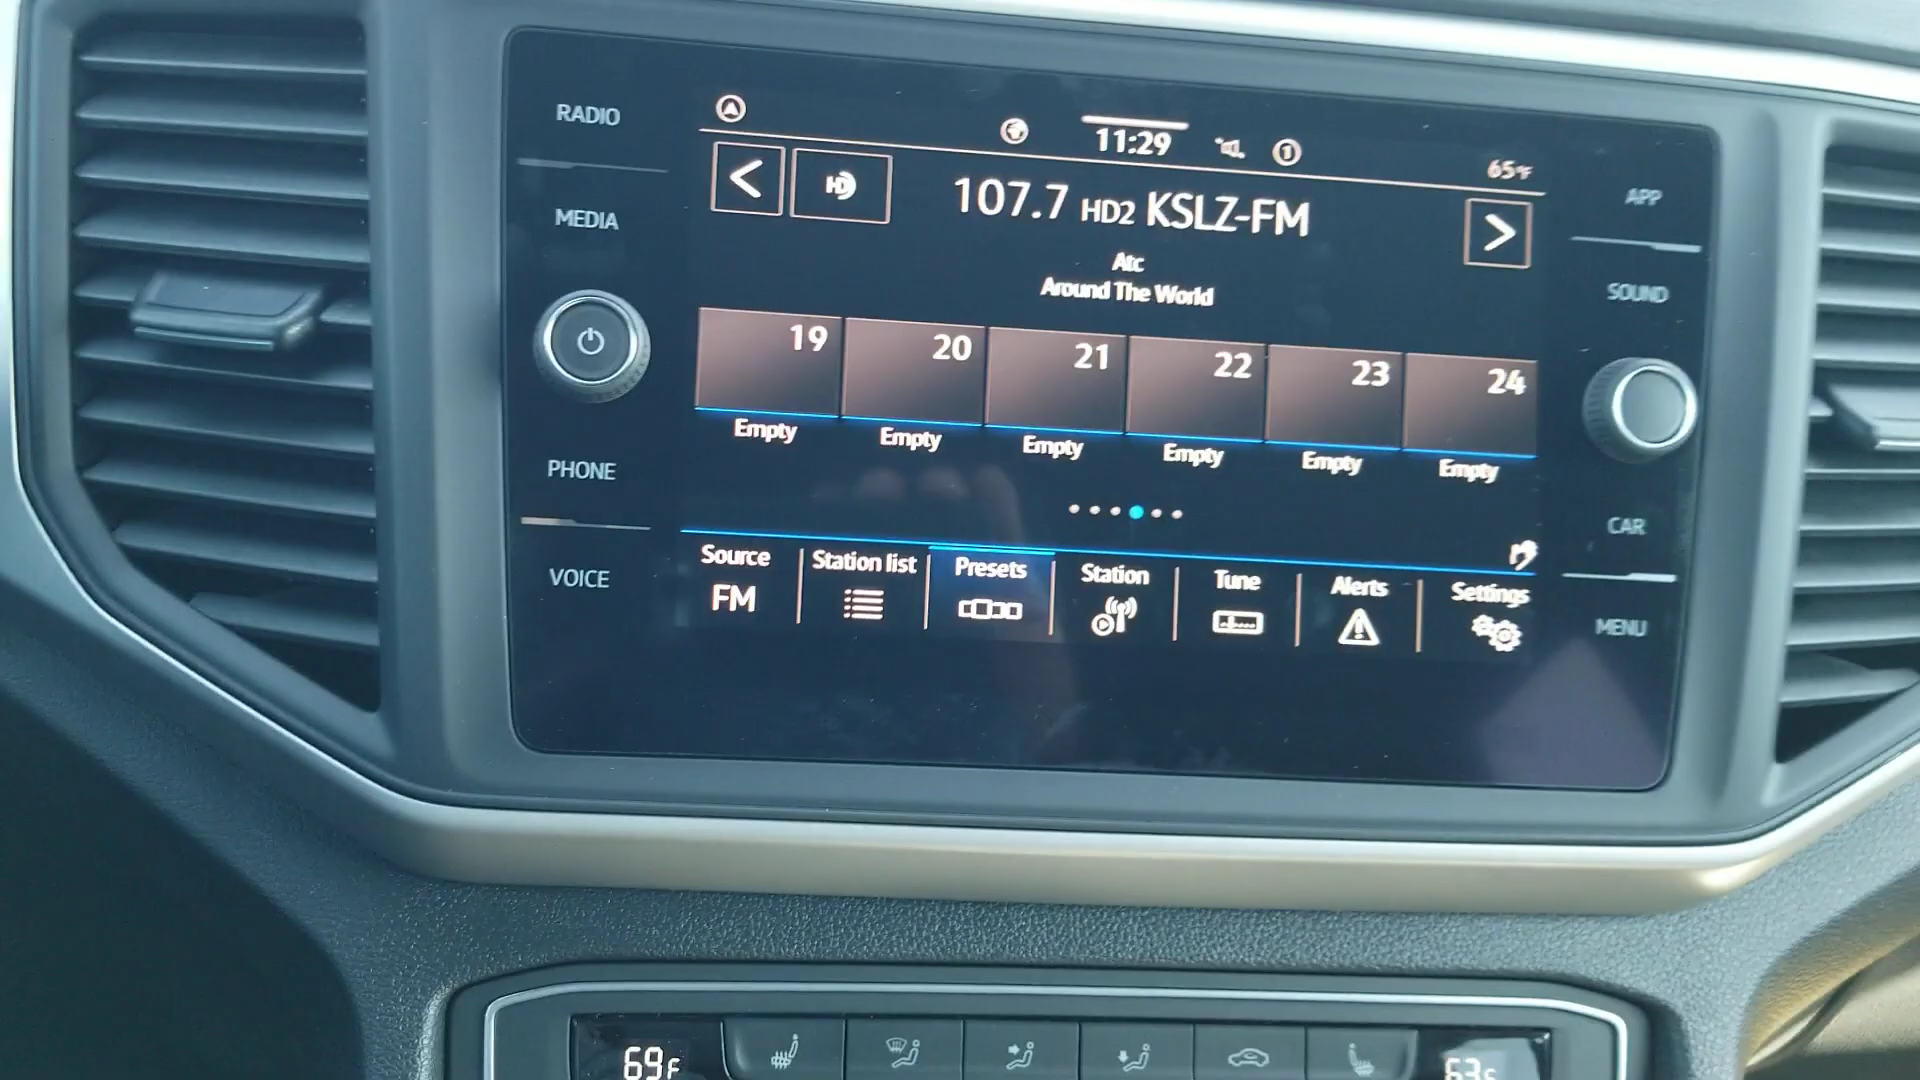 RADIO
MEDIA
PHONE
VOICE
11:29
1
65°F
HD
107.7 HD2 KSLZ-FM
Atc
Around The World
19 20 21 22 23 24
Empty Empty Empty Empty Empty Empty
Source Station list Presets Station Tune Alerts Settings
FM
APP
SOUND
CAR
MENU
69F